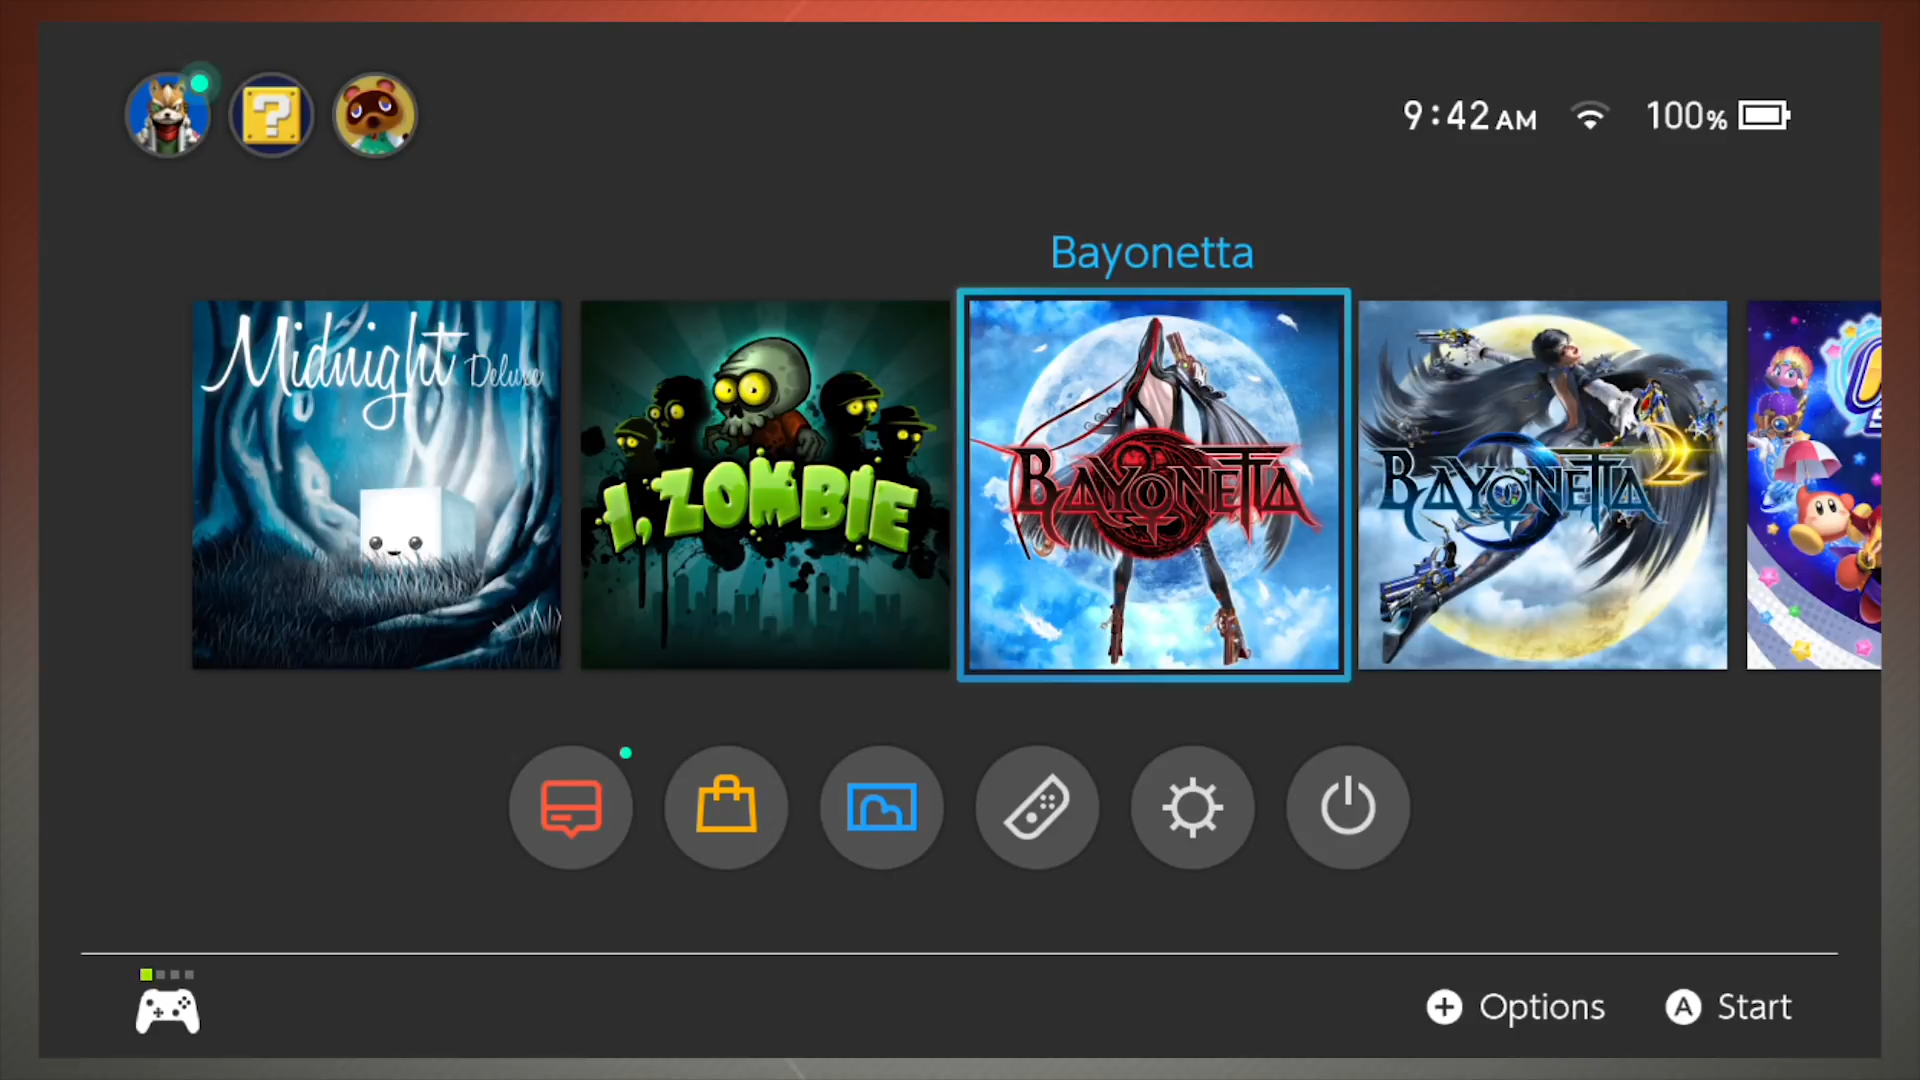 9:42 AM 100%
Bayonetta
Midnight Deluxe
I, ZOMBIE
BAYONETTA
BAYONETTA 2
Options
A Start